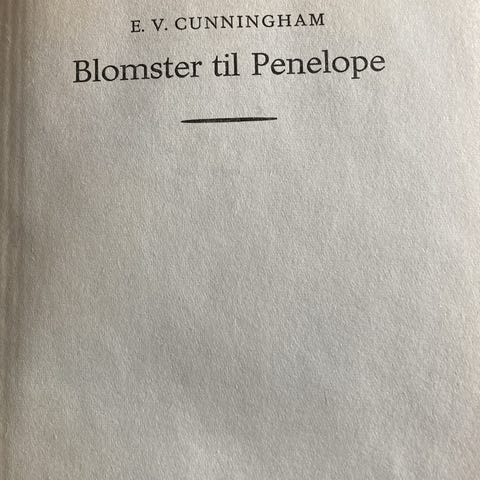 E. V. CUNNINGHAM
Blomster til Penelope